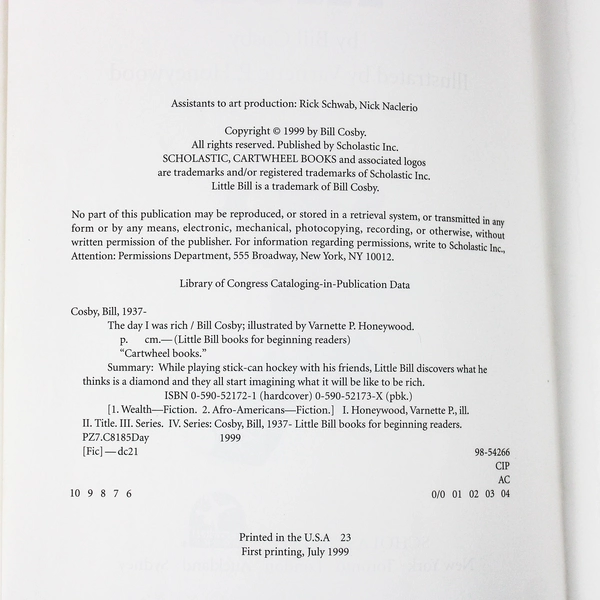 Assistants to art production: Rick Schwab, Nick Naclerio
Copyright © 1999 by Bill Cosby.
All rights reserved. Published by Scholastic Inc.
SCHOLASTIC, CARTWHEEL BOOKS and associated logos
are trademarks and/or registered trademarks of Scholastic Inc.
Little Bill is a trademark of Bill Cosby.
No part of this publication may be reproduced, or stored in a retrieval system, or transmitted in any
form or by any means, electronic, mechanical, photocopying, recording, or otherwise, without
written permission of the publisher. For information regarding permissions, write to Scholastic Inc.,
Attention: Permissions Department, 555 Broadway, New York, NY 10012.
Library of Congress Cataloging-in-Publication Data
Cosby, Bill, 1937-
The day I was rich / Bill Cosby; illustrated by Varnette P. Honeywood.
p. cm.— (Little Bill books for beginning readers)
“Cartwheel books.”
Summary: While playing stick-can hockey with his friends, Little Bill discovers what he
thinks is a diamond and they all start imagining what it will be like to be rich.
ISBN 0-590-52172-1 (hardcover) 0-590-52173-X (pbk.)
[1. Wealth—Fiction. 2. Afro-Americans—Fiction.] I. Honeywood, Varnette P., ill.
II. Title. III. Series. IV. Series: Cosby, Bill, 1937- Little Bill books for beginning readers.
PZ7.C8185Day 1999
[Fic] — dc21 98-54266
CIP
AC
10 9 8 7 6 0/0 01 02 03 04
Printed in the U.S.A 23
First printing, July 1999